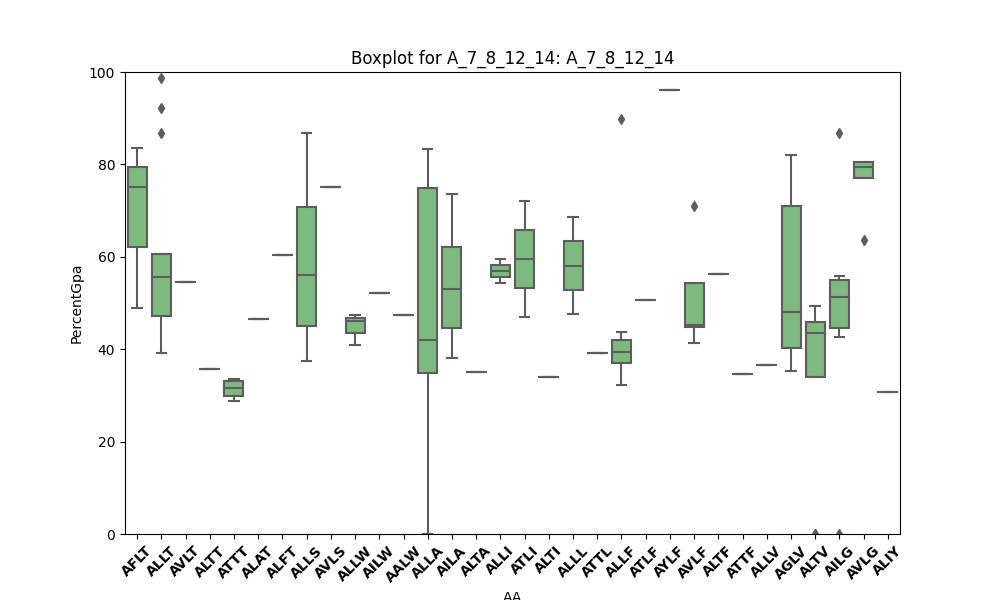 Boxplot for A_7_8_12_14: A_7_8_12_14
100
80
60
40
20
0
PercentGpa
AFLT ALLT AVLT ALTT ATTT ALAT ALFT ALLS AVLS ALLW AILW AALW ALLA AILA ALTA ALLI ATLI ALTI ALLL ATTL ALLF ATLF AYLF AVLF ALTF ATTF ALLV AGLV ALTV AILG AVLG ALIY
AA